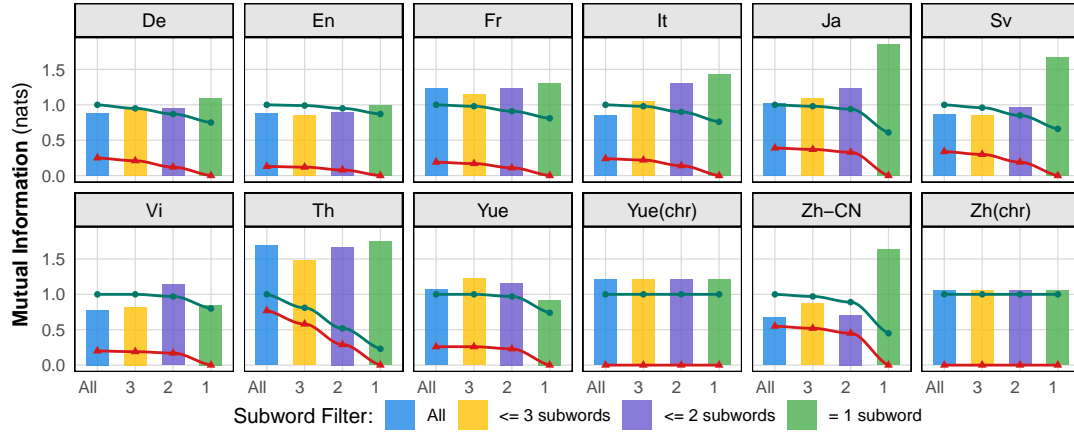 De En Fr It Ja Sv
1.5
1.0
0.5
0.0
Vi Th Yue Yue(chr) Zh−CN Zh(chr)
1.5
1.0
0.5
0.0
Mutual Information (nats)
All 3 2 1 All 3 2 1 All 3 2 1 All 3 2 1 All 3 2 1 All 3 2 1
Subword Filter: All <= 3 subwords <= 2 subwords = 1 subword